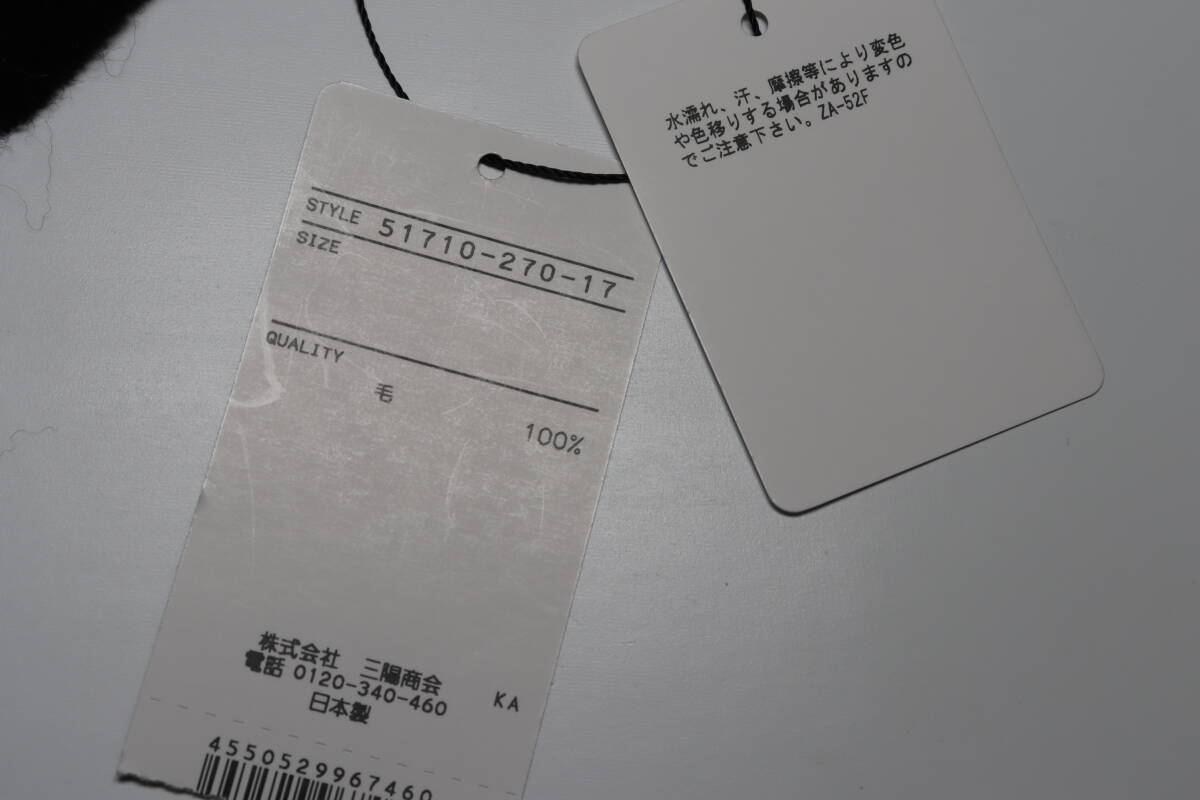 STYLE 51710-270-17
SIZE
QUALITY
毛
100%
株式会社 三陽商会
電話 0120-340-460 KA
日本製
4550529967460
水濡れ、汗、摩擦等により変色
や色移りする場合がありますの
でご注意下さい。ZA-52F